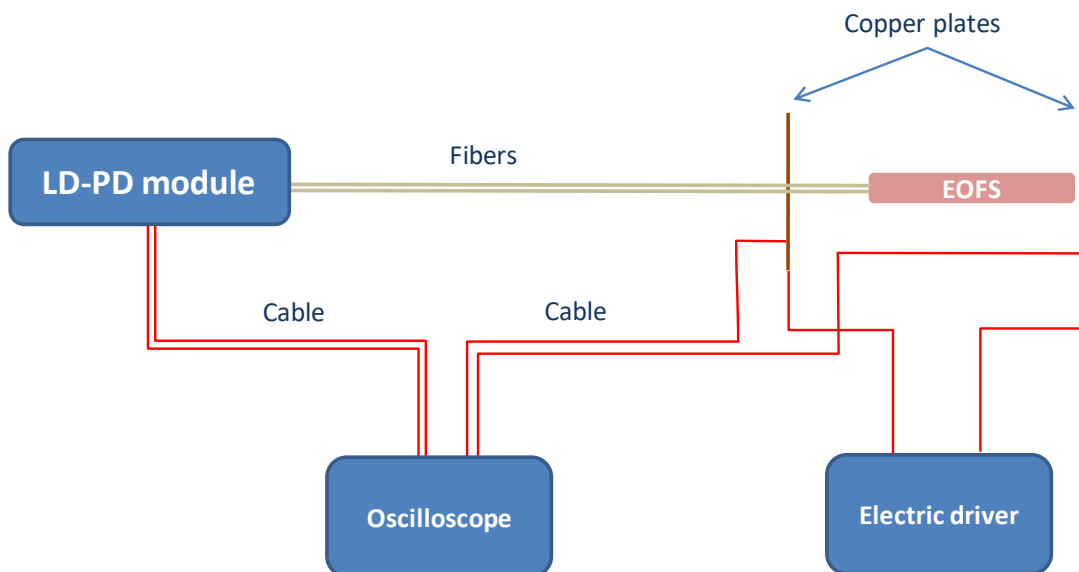 Copper plates
Fibers
LD-PD module
EOFS
Cable
Cable
Oscilloscope
Electric driver